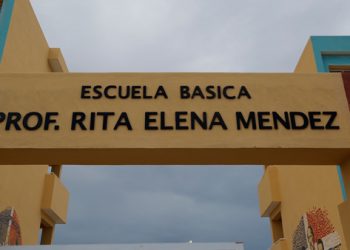 ESCUELA BASICA
PROF. RITA ELENA MENDEZ